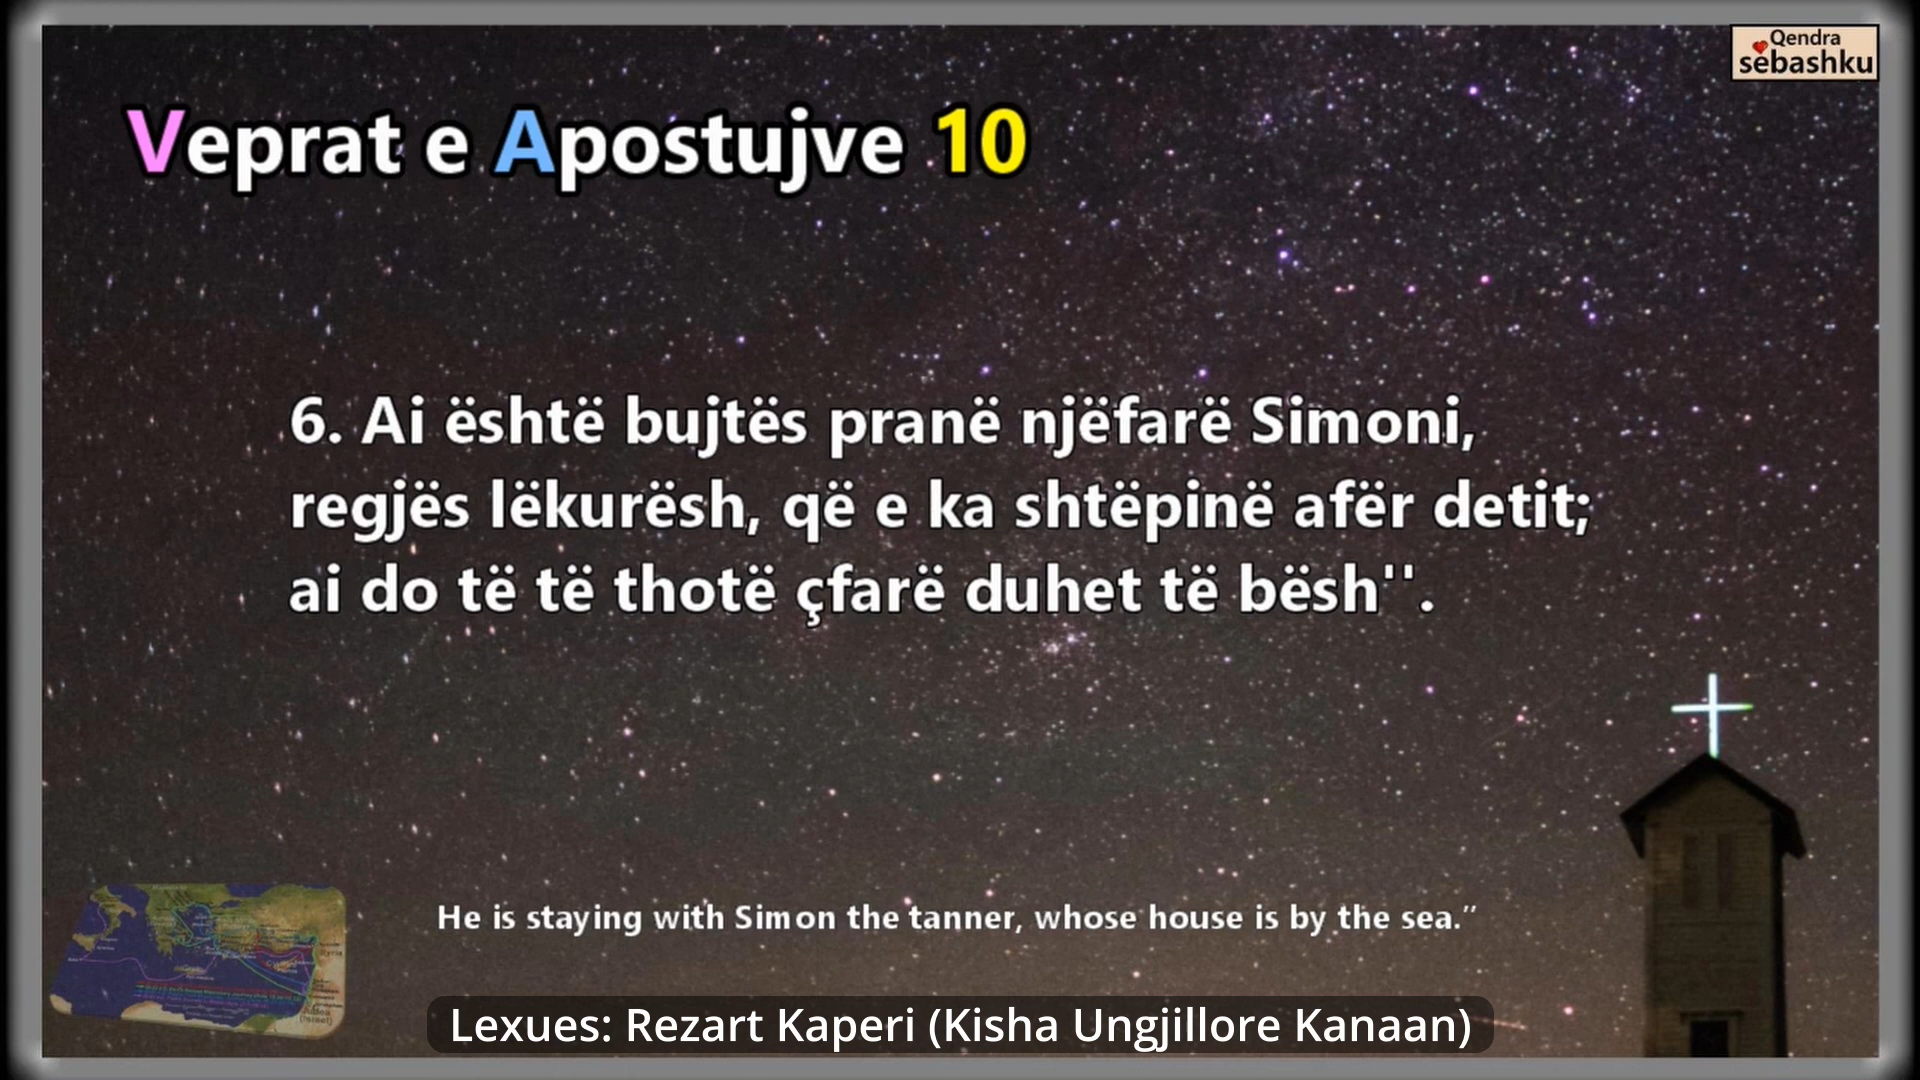 Qendra
sebashku
Veprat e Apostujve 10
6. Ai është bujtës pranë njëfarë Simoni,
regjës lëkurësh, që e ka shtëpinë afër detit;
ai do të të thotë çfarë duhet të bësh''.
He is staying with Simon the tanner, whose house is by the sea.”
Lexues: Rezart Kaperi (Kisha Ungjillore Kanaan)